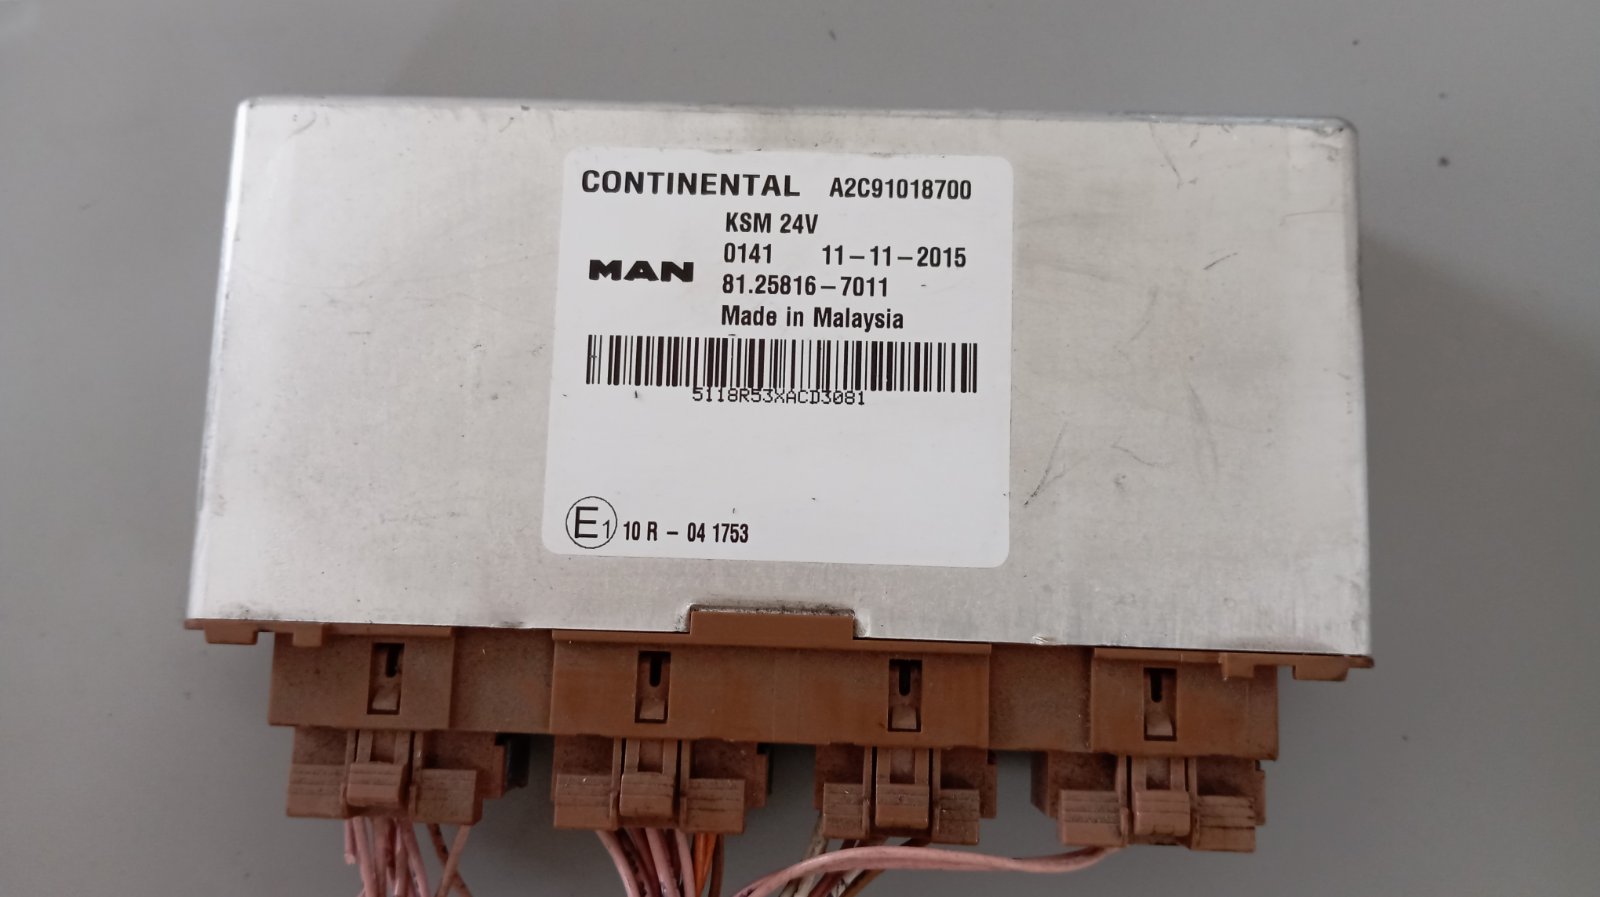 CONTINENTAL A2C91018700
KSM 24V
0141 11-11-2015
MAN 81.25816-7011
Made in Malaysia
5118R53XACD3081
E1 10 R - 04 1753